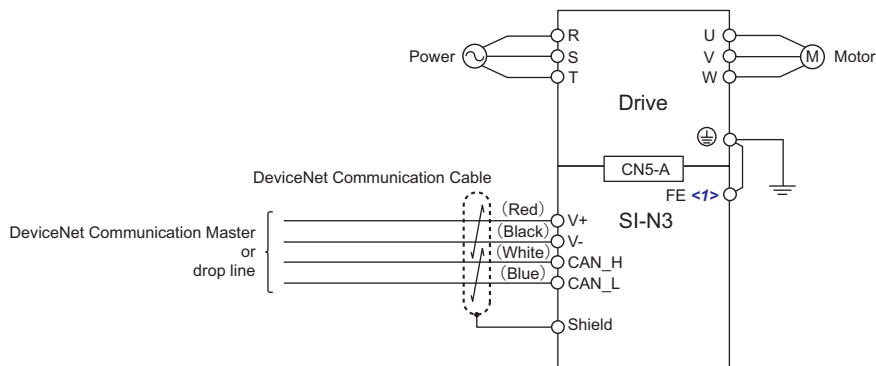 Power
R
S
T
U
V
W
M
Motor
Drive
CN5-A
FE <1>
SI-N3
DeviceNet Communication Cable
DeviceNet Communication Master
or
drop line
(Red)
V+
(Black)
V-
(White)
CAN_H
(Blue)
CAN_L
Shield